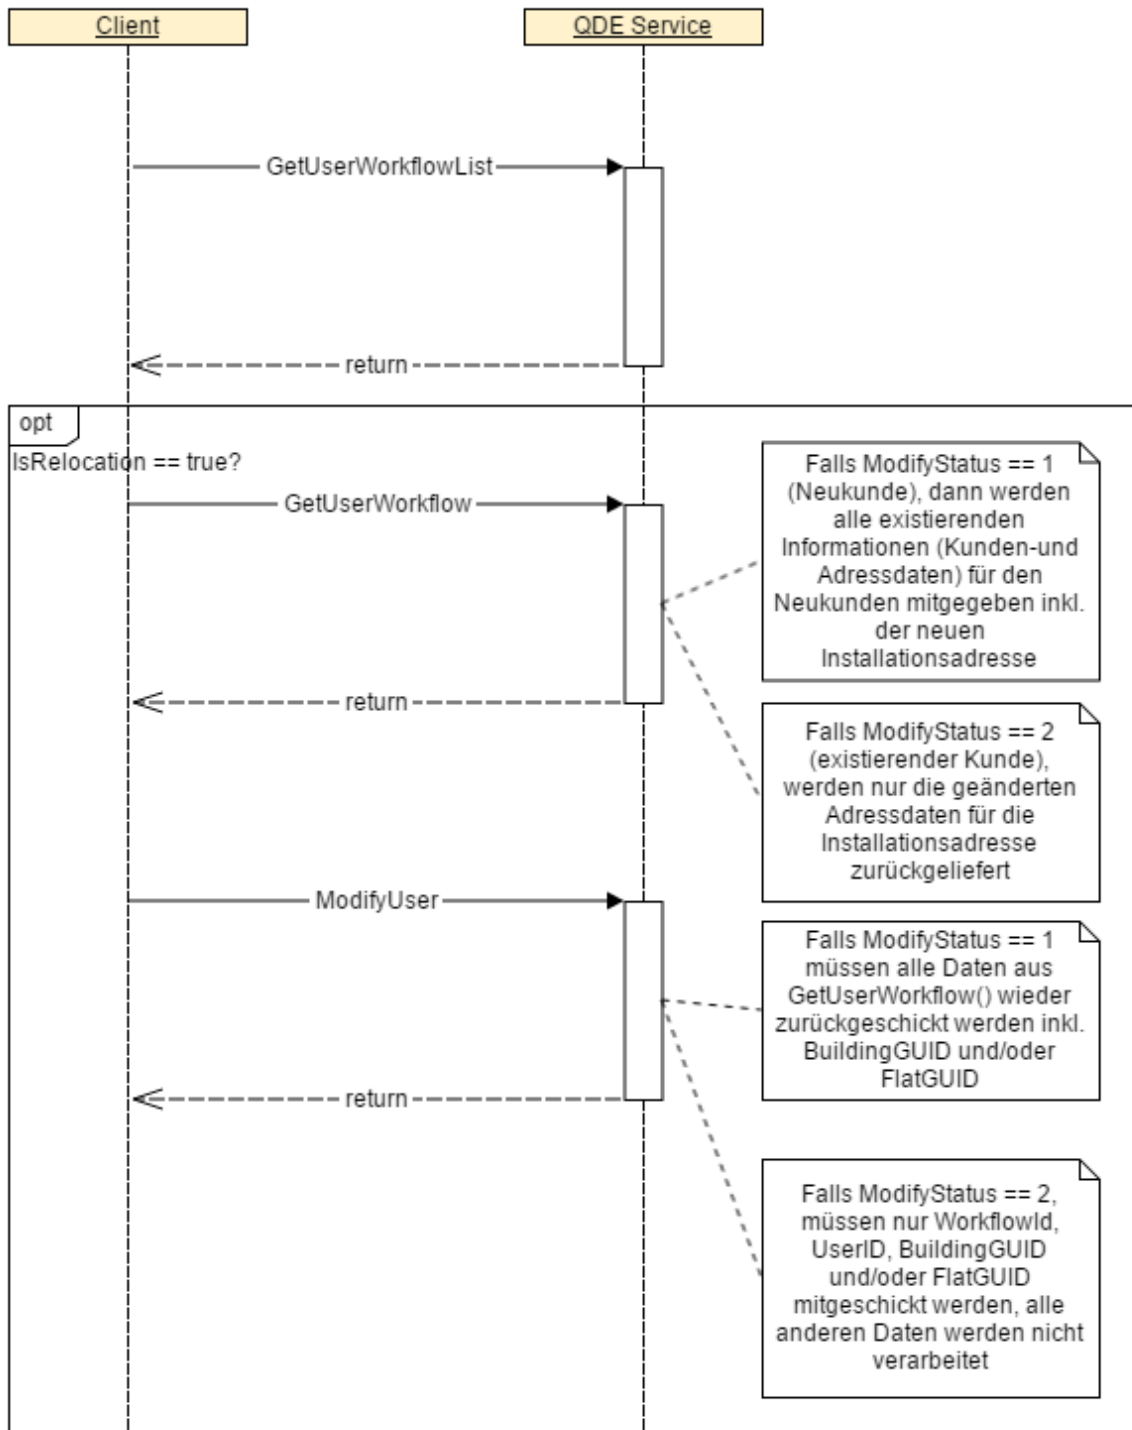 Client
QDE Service
GetUserWorkflowList
return
opt
IsRelocation == true?
GetUserWorkflow
Falls ModifyStatus == 1
(Neukunde), dann werden
alle existierenden
Informationen (Kunden-und
Adressdaten) für den
Neukunden mitgegeben inkl.
der neuen
Installationsadresse
return
Falls ModifyStatus == 2
(existierender Kunde),
werden nur die geänderten
Adressdaten für die
Installationsadresse
zurückgeliefert
ModifyUser
Falls ModifyStatus == 1
müssen alle Daten aus
GetUserWorkflow() wieder
zurückgeschickt werden inkl.
BuildingGUID und/oder
FlatGUID
return
Falls ModifyStatus == 2,
müssen nur WorkflowId,
UserID, BuildingGUID
und/oder FlatGUID
mitgeschickt werden, alle
anderen Daten werden nicht
verarbeitet